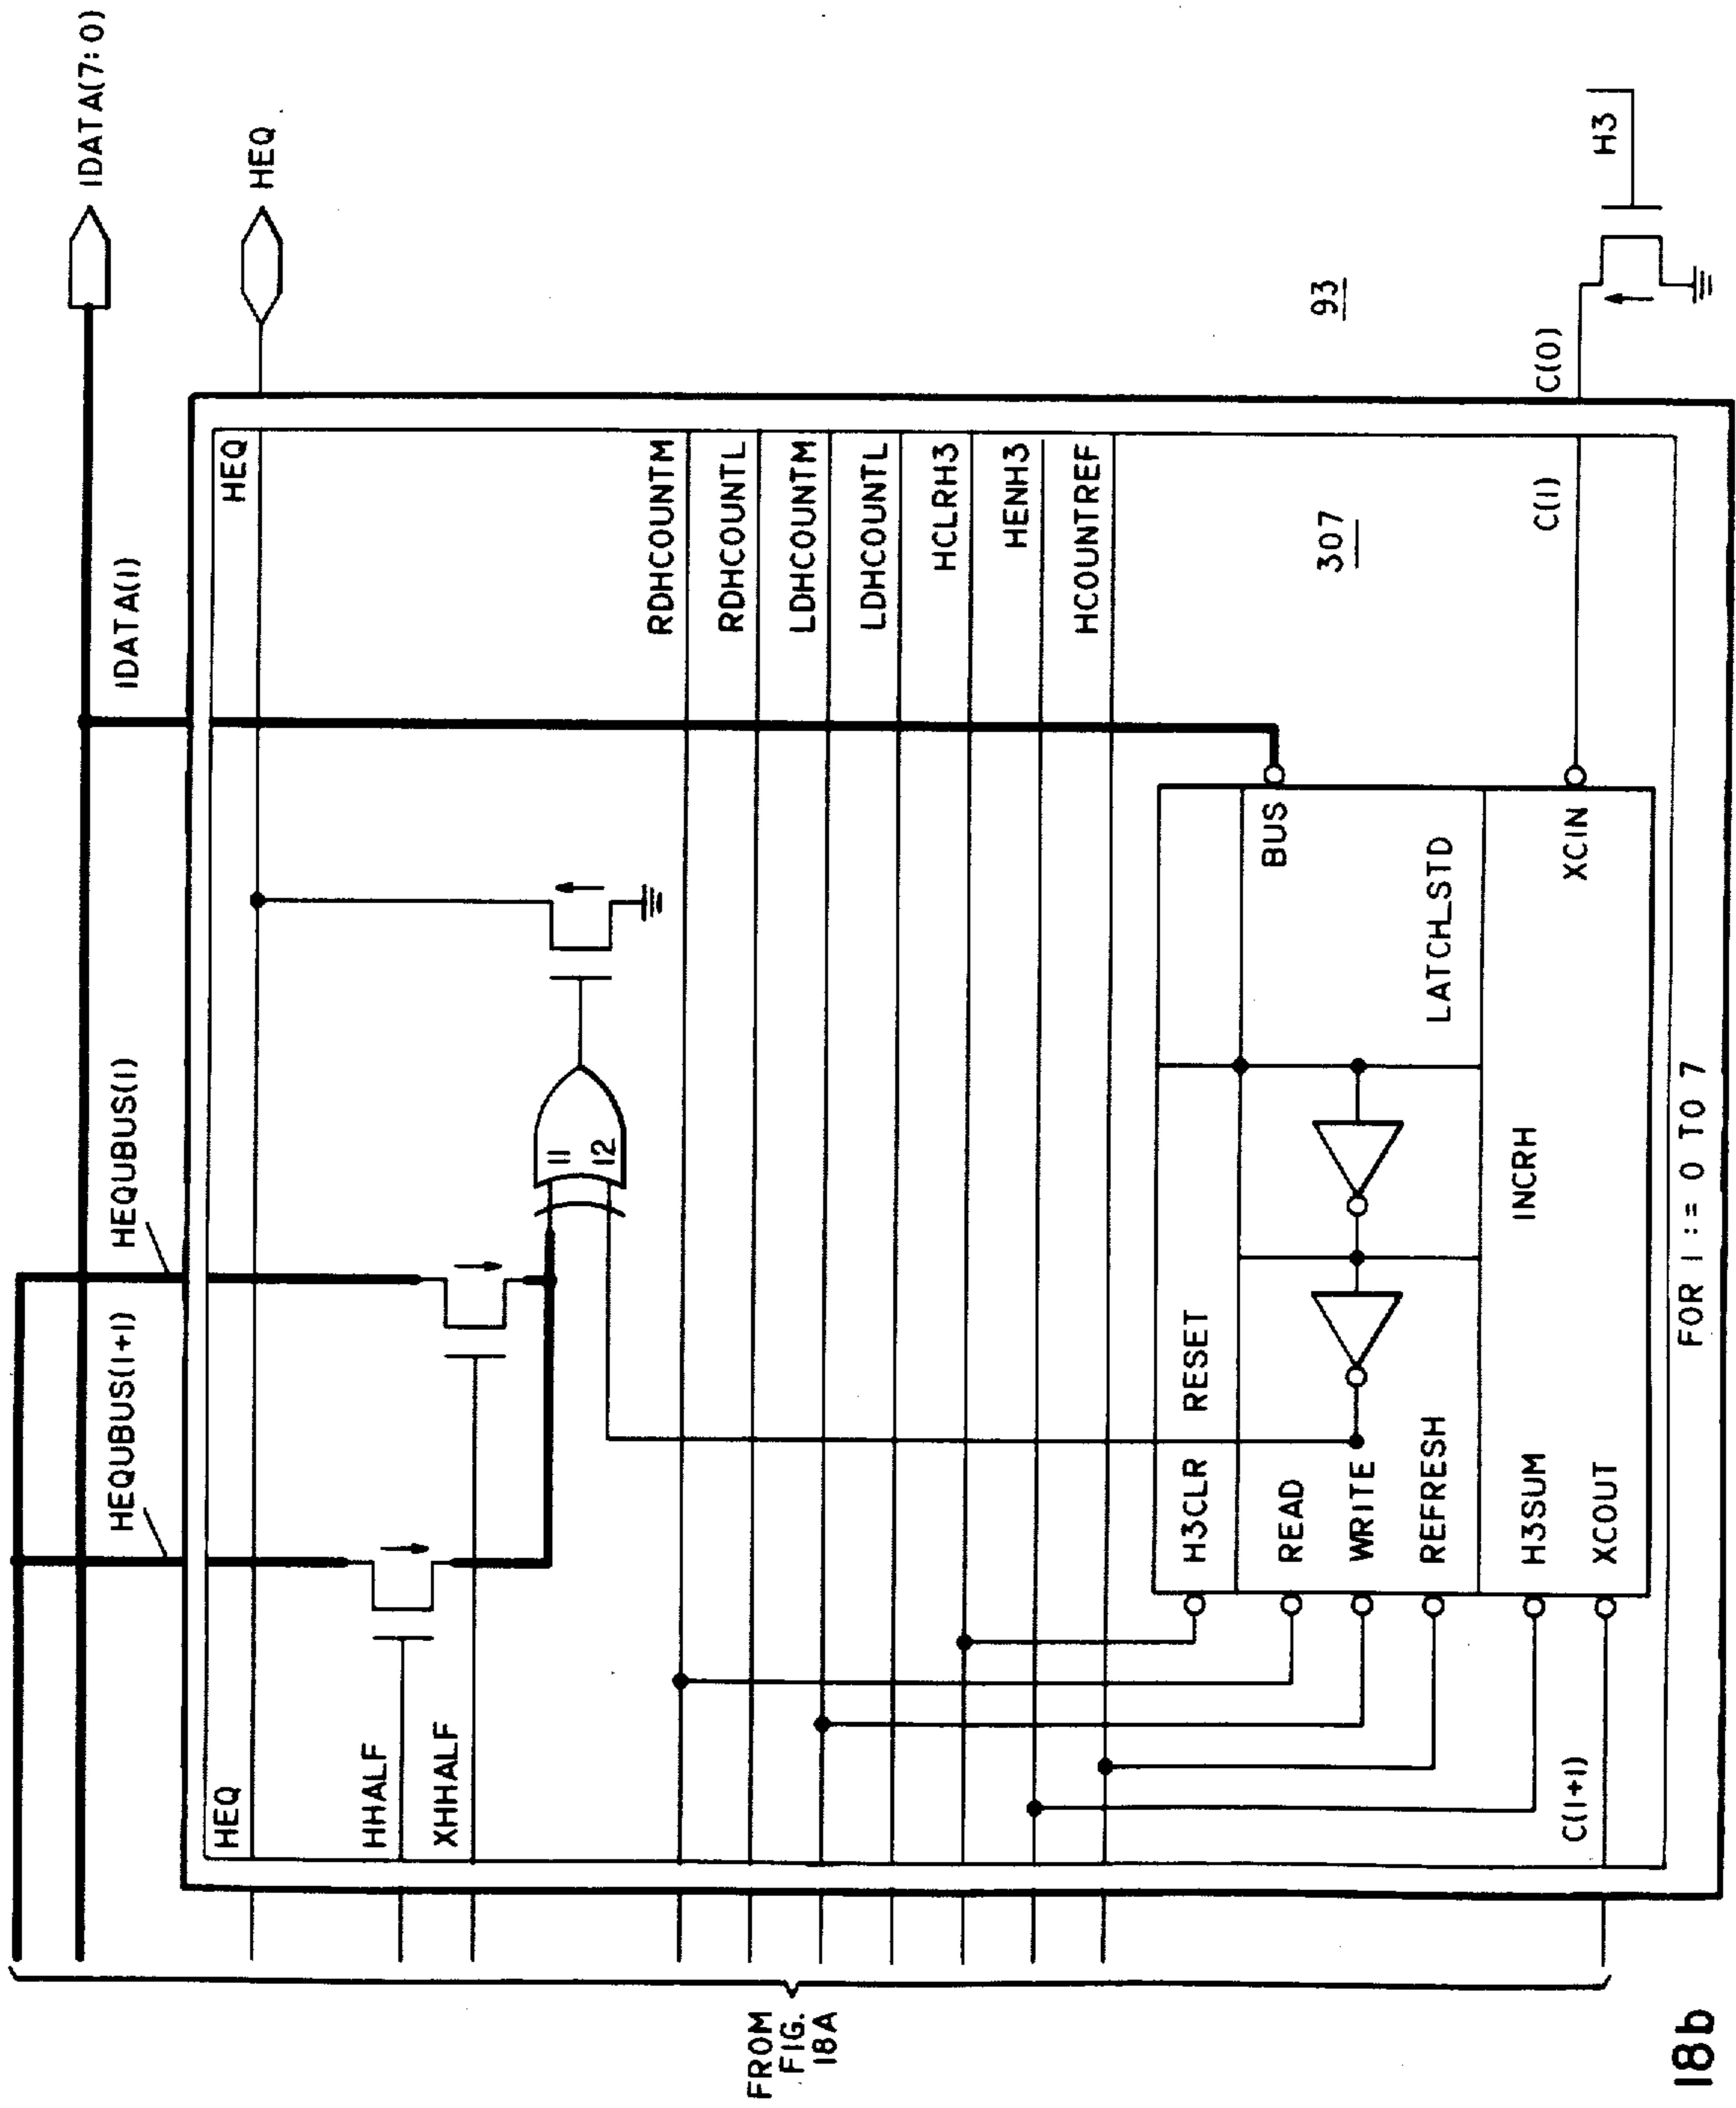 IDATA(7:0)
HEQ
IDATA(I)
HEQUBUS(I)
HEQUBUS(I+1)
HEQ
HEQ
HHALF
XHHALF
I1
I2
RDHCOUNTM
RDHCOUNTL
LDHCOUNTM
LDHCOUNTL
HCLRH3
HENH3
HCOUNTREF
H3CLR RESET
READ
WRITE
REFRESH
BUS
LATCH_STD
H3SUM
XCOUT
INCRH
XCIN
C(I+1)
C(I)
C(0)
H3
307
93
FOR I := 0 TO 7
FROM
FIG.
18A
18b